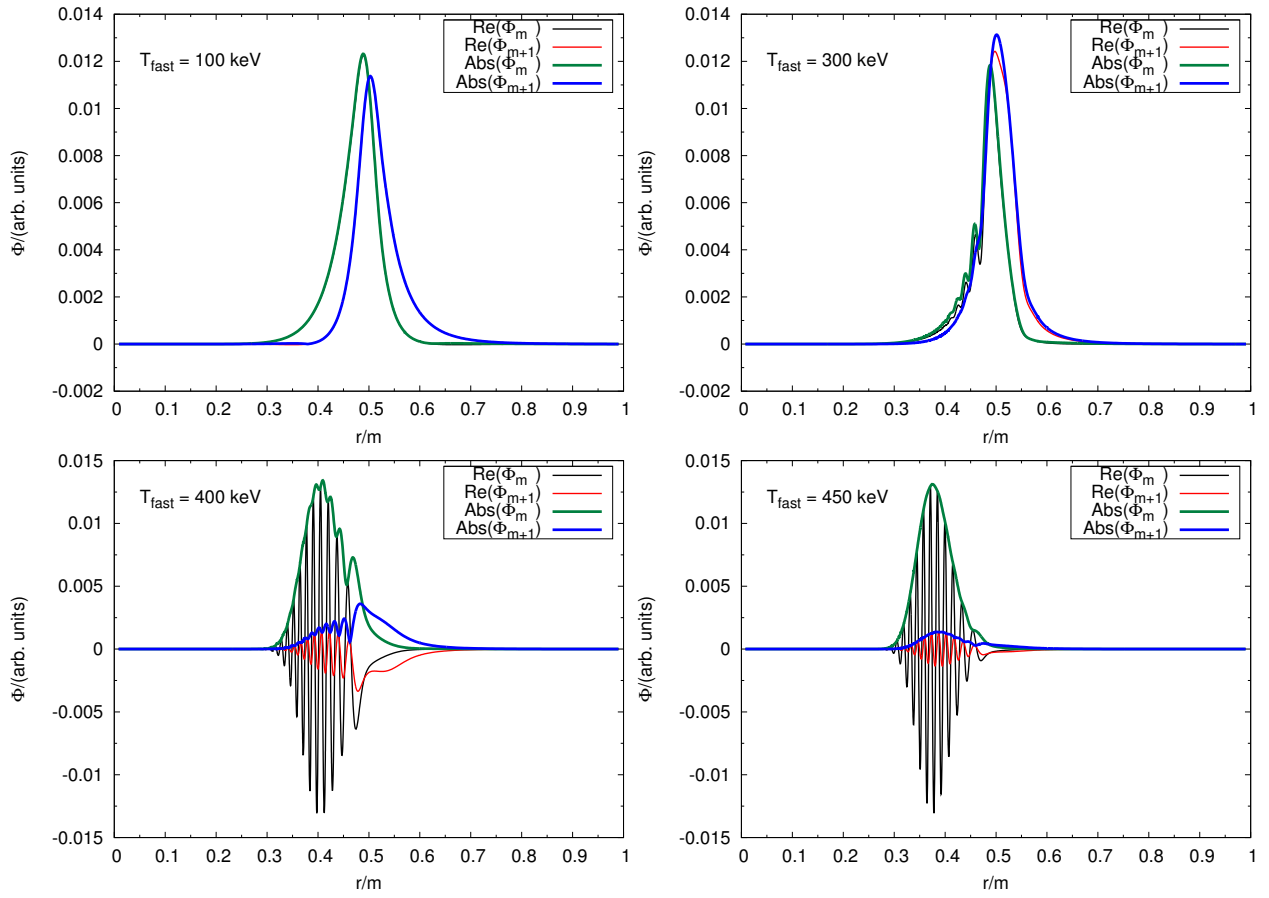 0.014
0.012
0.01
0.008
0.006
0.004
0.002
0
-0.002
0 0.1 0.2 0.3 0.4 0.5 0.6 0.7 0.8 0.9 1
Φ/(arb. units)
r/m
T_fast = 100 keV
Re(Φ_m )
Re(Φ_m+1)
Abs(Φ_m )
Abs(Φ_m+1)
0.014
0.012
0.01
0.008
0.006
0.004
0.002
0
-0.002
0 0.1 0.2 0.3 0.4 0.5 0.6 0.7 0.8 0.9 1
Φ/(arb. units)
r/m
T_fast = 300 keV
Re(Φ_m )
Re(Φ_m+1)
Abs(Φ_m )
Abs(Φ_m+1)
0.015
0.01
0.005
0
-0.005
-0.01
-0.015
0 0.1 0.2 0.3 0.4 0.5 0.6 0.7 0.8 0.9 1
Φ/(arb. units)
r/m
T_fast = 400 keV
Re(Φ_m )
Re(Φ_m+1)
Abs(Φ_m )
Abs(Φ_m+1)
0.015
0.01
0.005
0
-0.005
-0.01
-0.015
0 0.1 0.2 0.3 0.4 0.5 0.6 0.7 0.8 0.9 1
Φ/(arb. units)
r/m
T_fast = 450 keV
Re(Φ_m )
Re(Φ_m+1)
Abs(Φ_m )
Abs(Φ_m+1)